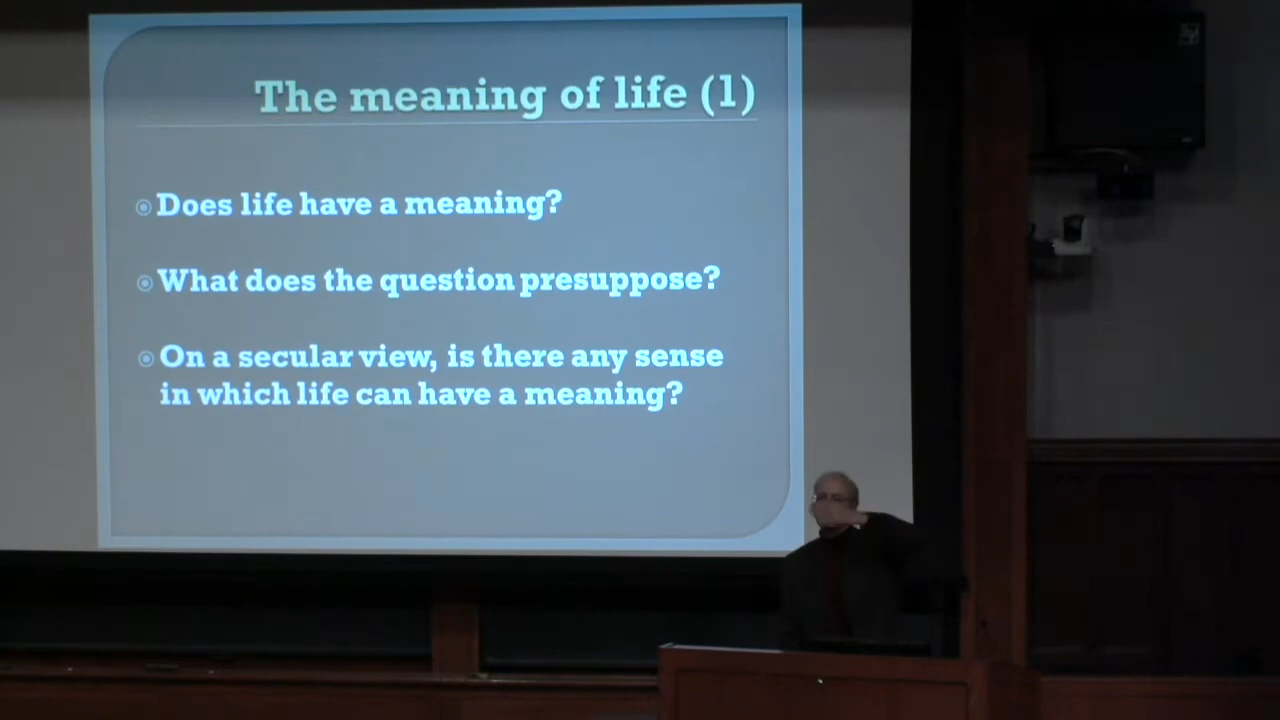 The meaning of life (1)
Does life have a meaning?
What does the question presuppose?
On a secular view, is there any sense
in which life can have a meaning?